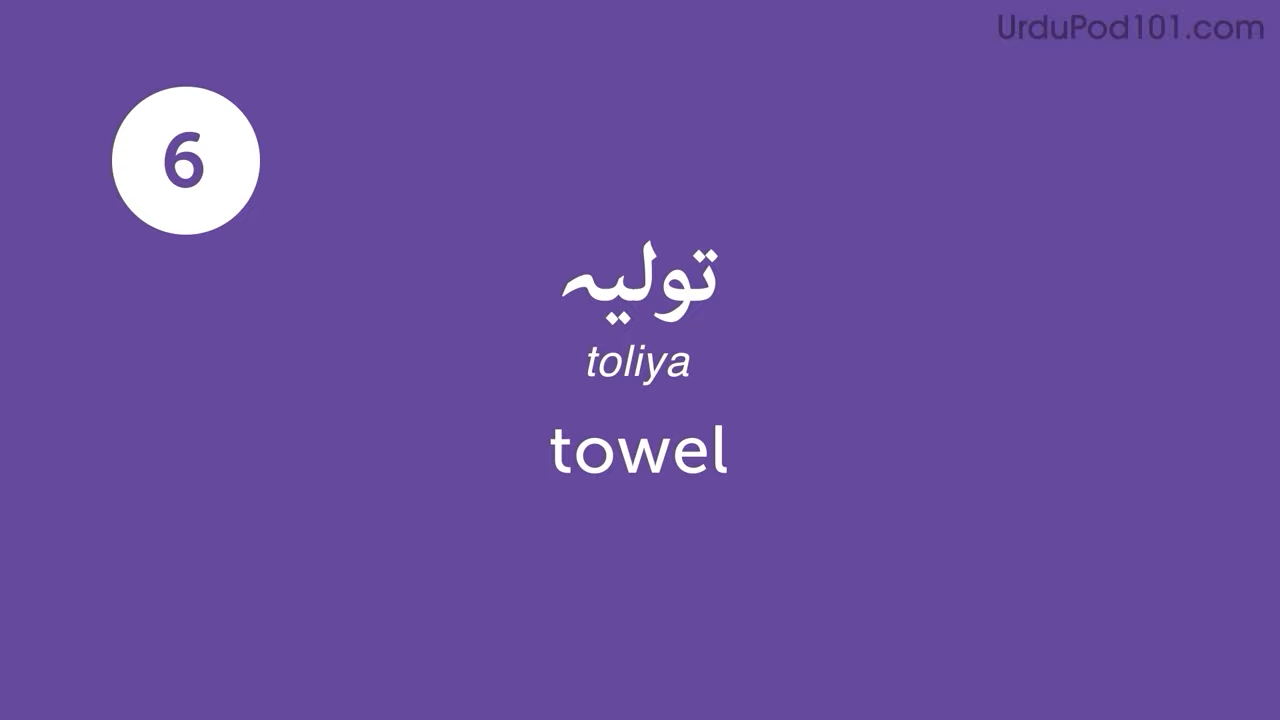 UrduPod101.com
6
تولیہ
toliya
towel